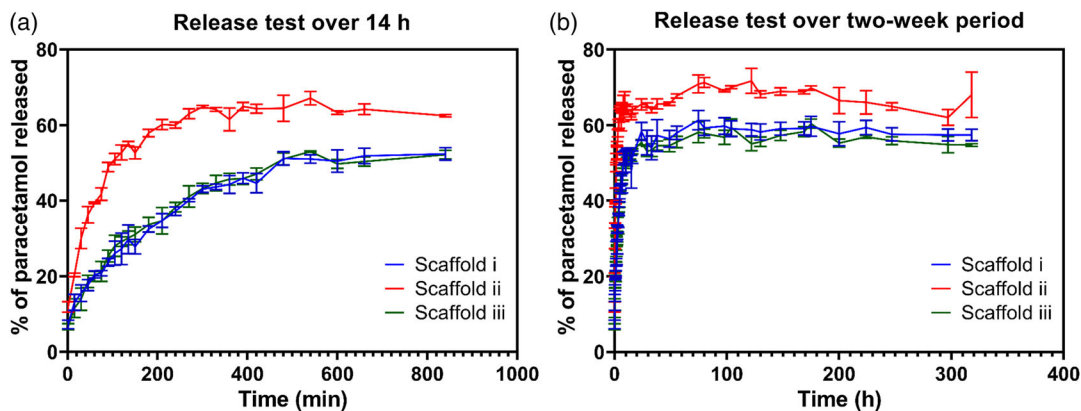 (a)
Release test over 14 h
% of paracetamol released
80
60
40
20
0
0 200 400 600 800 1000
Time (min)
Scaffold i
Scaffold ii
Scaffold iii
(b)
Release test over two-week period
% of paracetamol released
80
60
40
20
0
0 100 200 300 400
Time (h)
Scaffold i
Scaffold ii
Scaffold iii